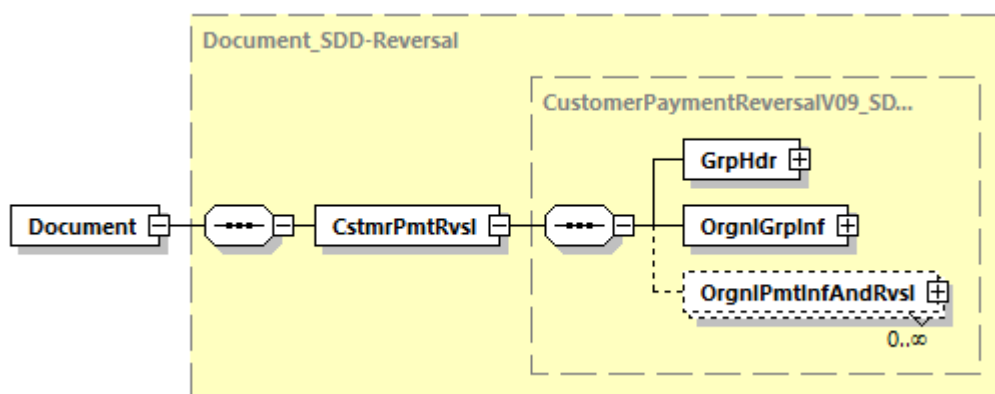 Document_SDD-Reversal
CustomerPaymentReversalV09_SD...
GrpHdr
Document
CstmrPmtRvsl
OrgnlGrpInf
OrgnlPmtInfAndRvsl
0..∞